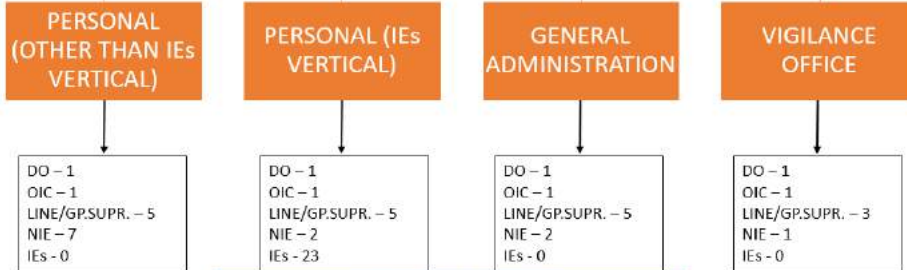 PERSONAL
(OTHER THAN IEs
VERTICAL)
DO – 1
OIC – 1
LINE/GP.SUPR. – 5
NIE – 7
IEs - 0
PERSONAL (IEs
VERTICAL)
DO – 1
OIC – 1
LINE/GP.SUPR. – 5
NIE – 2
IEs - 23
GENERAL
ADMINISTRATION
DO – 1
OIC – 1
LINE/GP.SUPR. – 5
NIE – 2
IEs - 0
VIGILANCE
OFFICE
DO – 1
OIC – 1
LINE/GP.SUPR. – 3
NIE – 1
IEs - 0